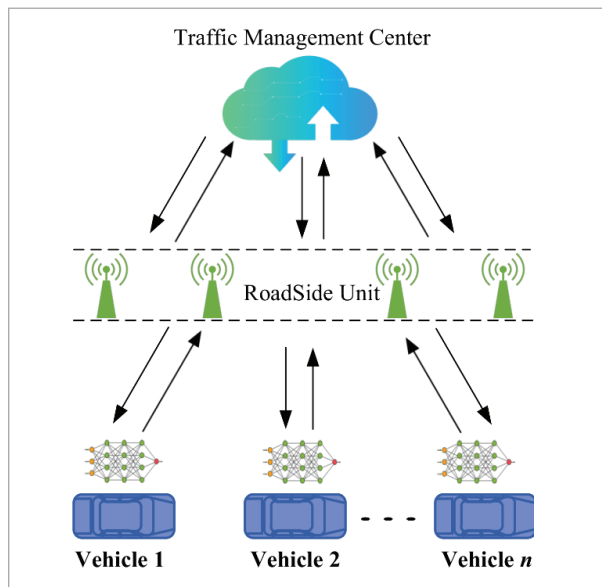 Traffic Management Center
RoadSide Unit
Vehicle 1
Vehicle 2
Vehicle n